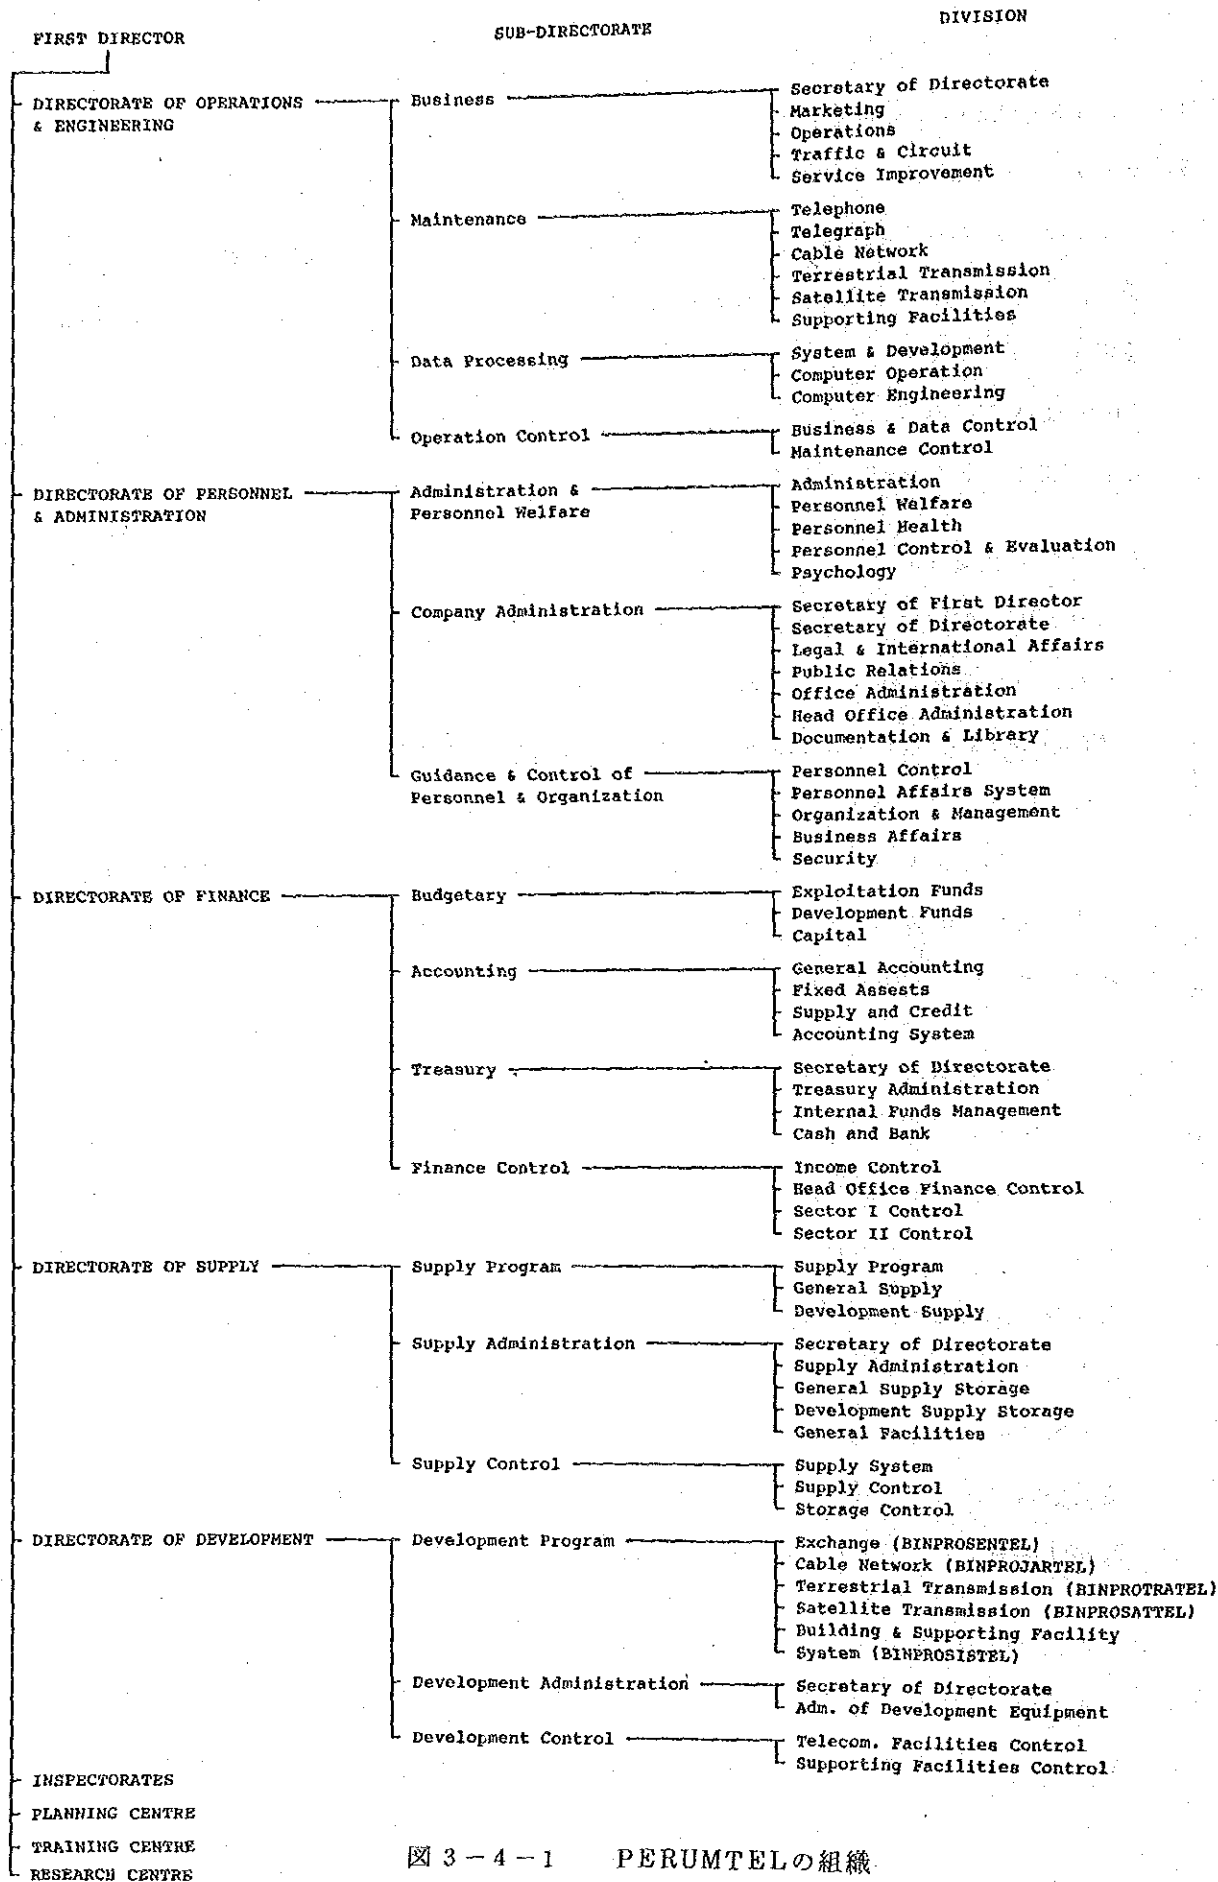 FIRST DIRECTOR
SUB-DIRECTORATE
DIVISION
DIRECTORATE OF OPERATIONS
& ENGINEERING
Business
Secretary of Directorate
Marketing
Operations
Traffic & Circuit
Service Improvement
Maintenance
Telephone
Telegraph
Cable Network
Terrestrial Transmission
Satellite Transmission
Supporting Facilities
Data Processing
System & Development
Computer Operation
Computer Engineering
Operation Control
Business & Data Control
Maintenance Control
DIRECTORATE OF PERSONNEL
& ADMINISTRATION
Administration &
Personnel Welfare
Administration
Personnel Welfare
Personnel Health
Personnel Control & Evaluation
Psychology
Company Administration
Secretary of First Director
Secretary of Directorate
Legal & International Affairs
Public Relations
Office Administration
Head Office Administration
Documentation & Library
Guidance & Control of
Personnel & Organization
Personnel Control
Personnel Affairs System
Organization & Management
Business Affairs
Security
DIRECTORATE OF FINANCE
Budgetary
Exploitation Funds
Development Funds
Capital
Accounting
General Accounting
Fixed Assests
Supply and Credit
Accounting System
Treasury
Secretary of Directorate
Treasury Administration
Internal Funds Management
Cash and Bank
Finance Control
Income Control
Head Office Finance Control
Sector I Control
Sector II Control
DIRECTORATE OF SUPPLY
Supply Program
Supply Program
General Supply
Development Supply
Supply Administration
Secretary of Directorate
Supply Administration
General Supply Storage
Development Supply Storage
General Facilities
Supply Control
Supply System
Supply Control
Storage Control
DIRECTORATE OF DEVELOPMENT
Development Program
Exchange (BINPROSENTEL)
Cable Network (BINPROJARTEL)
Terrestrial Transmission (BINPROTRATEL)
Satellite Transmission (BINPROSATTEL)
Building & Supporting Facility
System (BINPROSISTEL)
Development Administration
Secretary of Directorate
Adm. of Development Equipment
Development Control
Telecom. Facilities Control
Supporting Facilities Control
INSPECTORATES
PLANNING CENTRE
TRAINING CENTRE
RESEARCH CENTRE
図 3-4-1 PERUMTELの組織